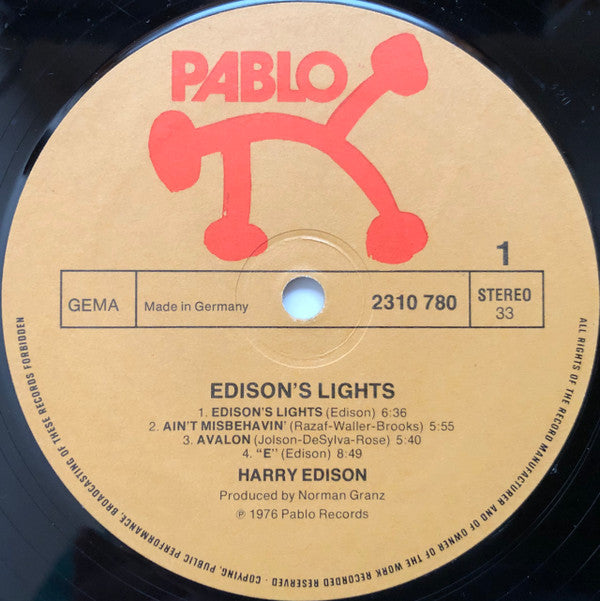 PABLO
1
GEMA
Made in Germany
2310 780
STEREO
33
EDISON'S LIGHTS
1. EDISON'S LIGHTS (Edison) 6:36
2. AIN'T MISBEHAVIN' (Razaf-Waller-Brooks) 5:55
3. AVALON (Jolson-DeSylva-Rose) 5:40
4. "E" (Edison) 8:49
HARRY EDISON
Produced by Norman Granz
℗ 1976 Pablo Records
ALL RIGHTS OF THE RECORD MANUFACTURER AND OF OWNER OF THE WORK RECORDED RESERVED · COPYING, PUBLIC PERFORMANCE, BROADCASTING OF THESE RECORDS FORBIDDEN